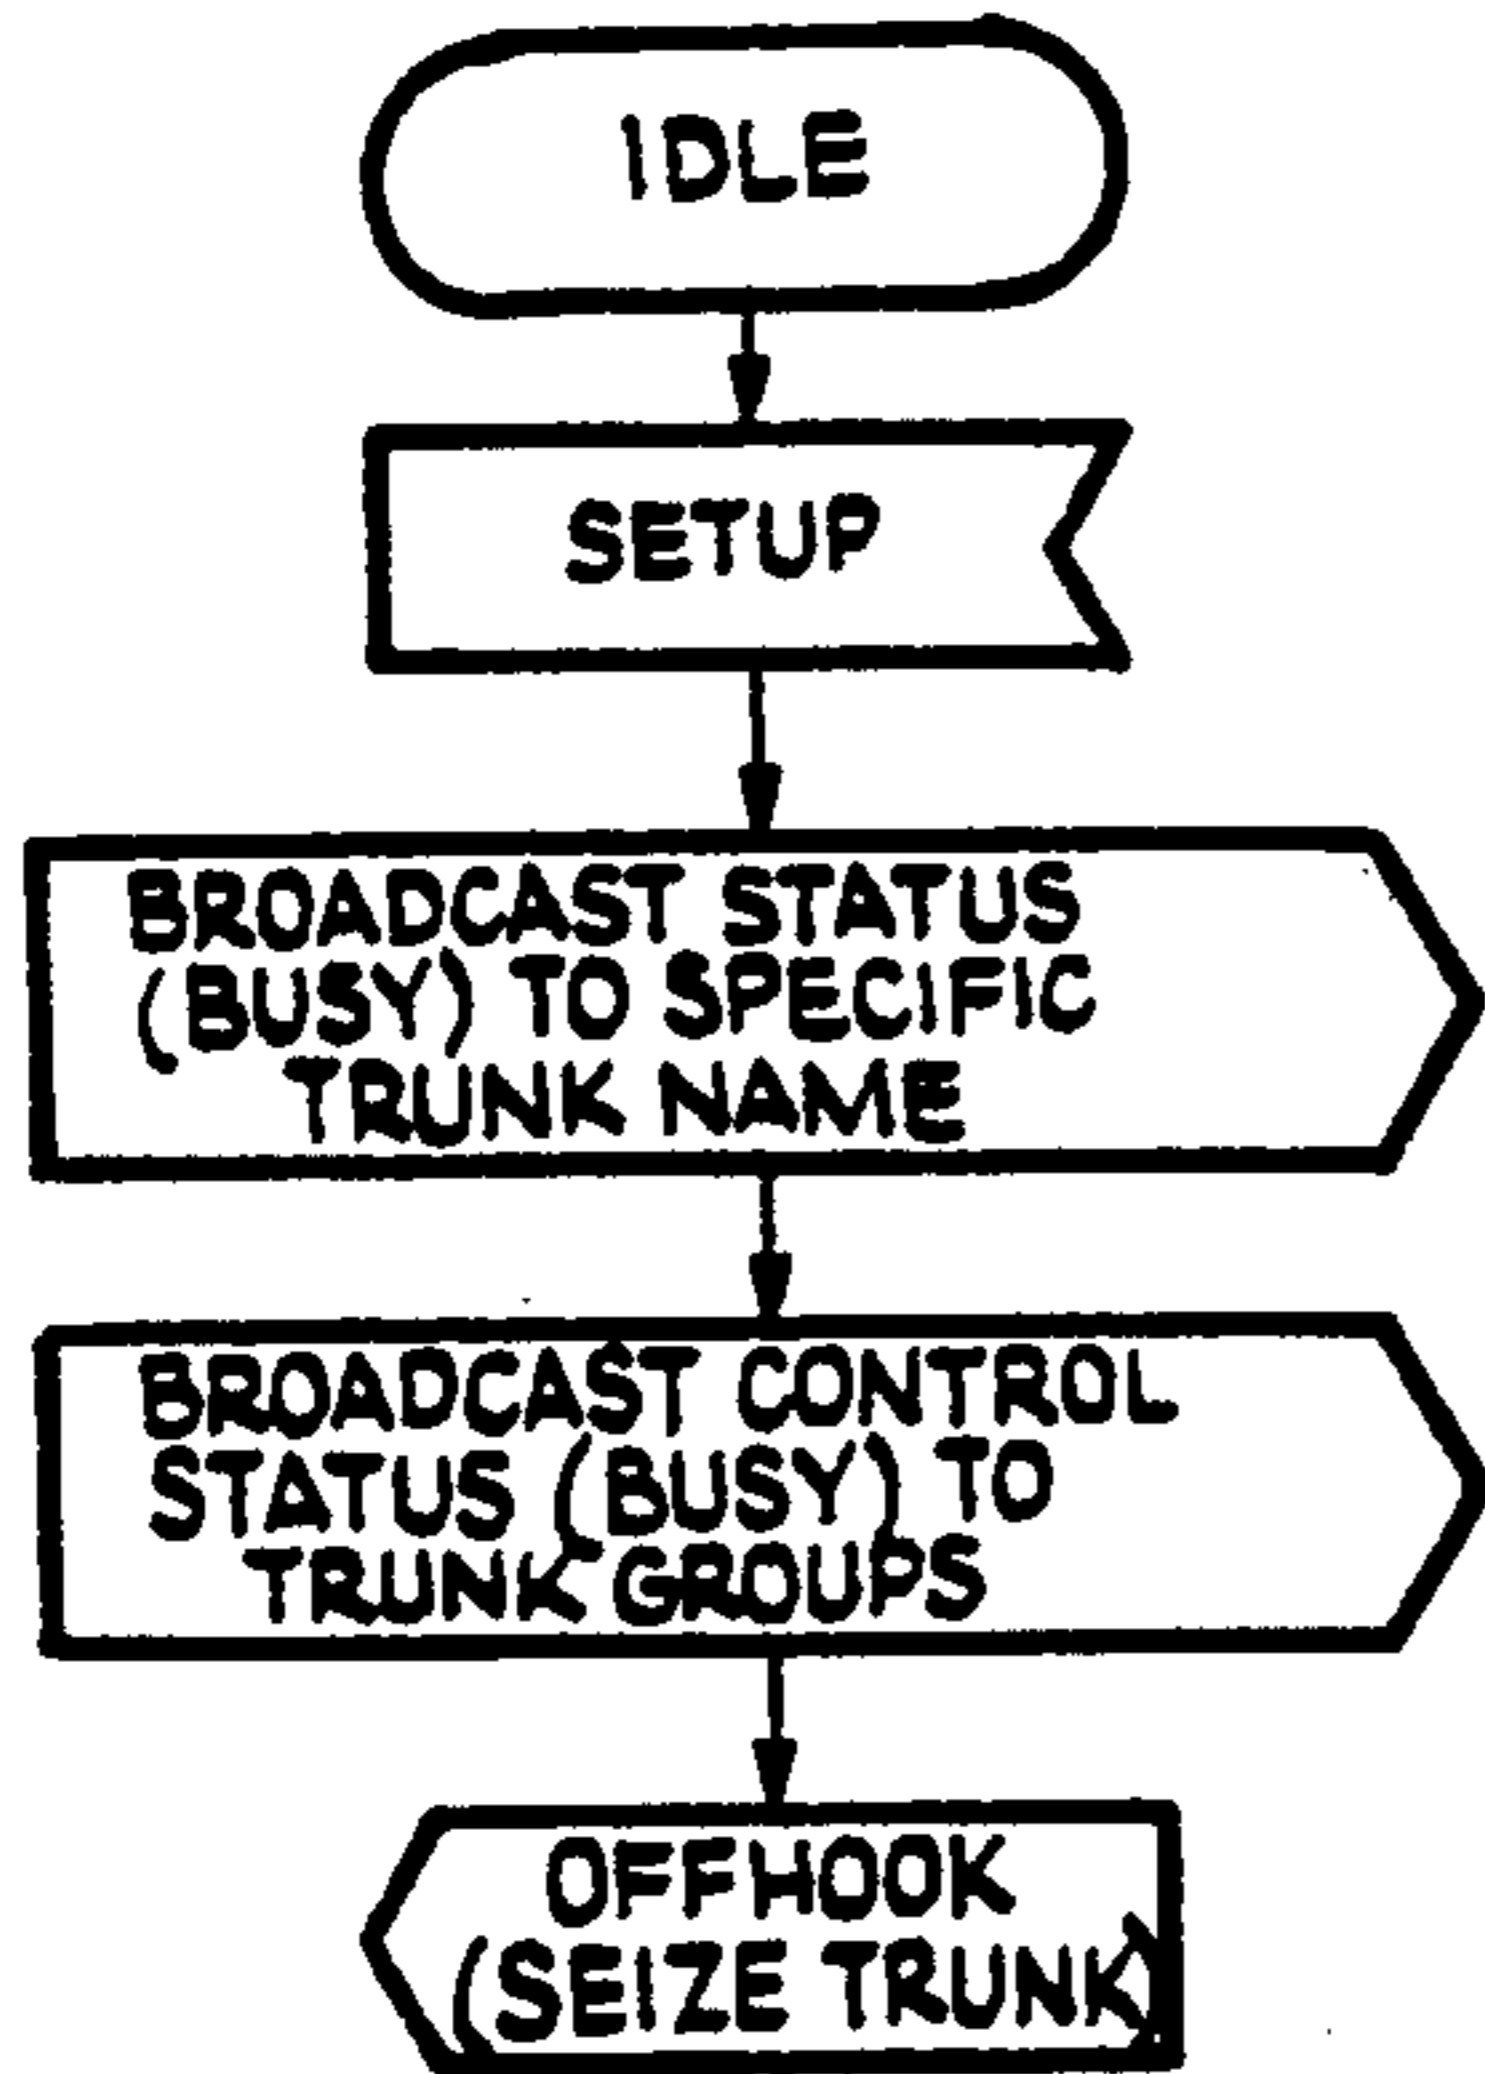 IDLE
SETUP
BROADCAST STATUS
(BUSY) TO SPECIFIC
TRUNK NAME
BROADCAST CONTROL
STATUS (BUSY) TO
TRUNK GROUPS
OFFHOOK
(SEIZE TRUNK)